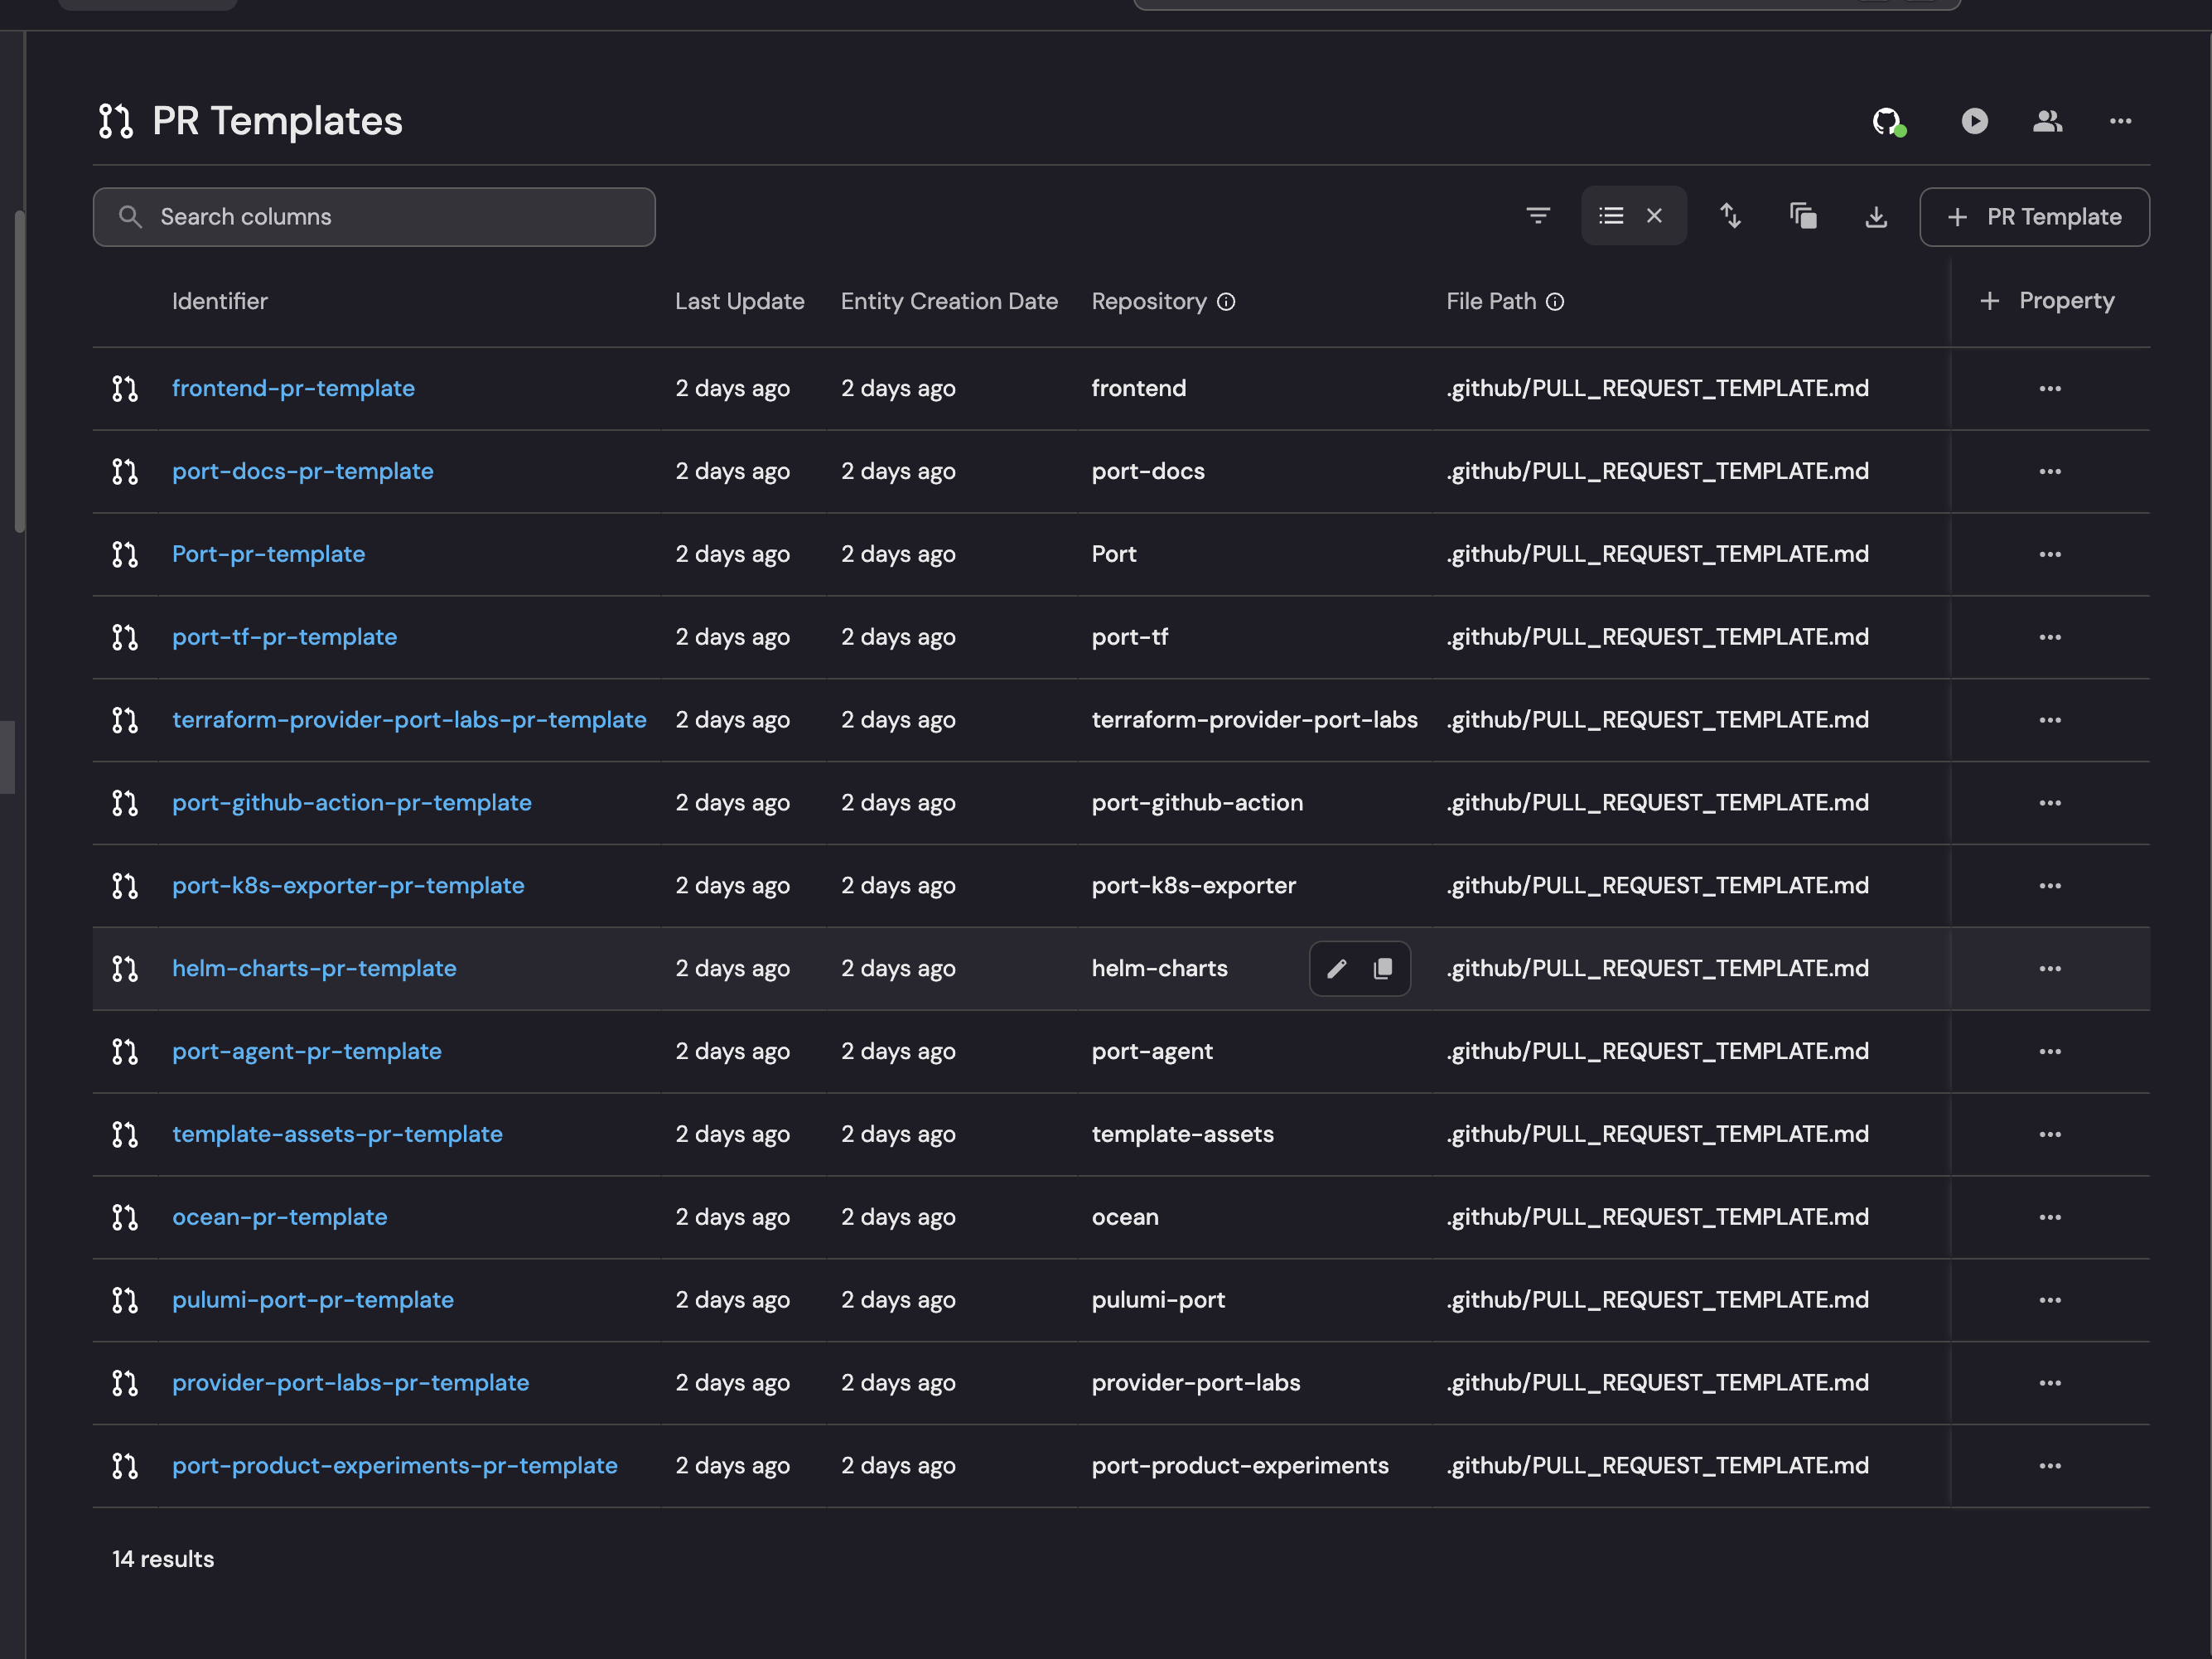 PR Templates
Search columns
PR Template
Identifier Last Update Entity Creation Date Repository File Path Property
frontend-pr-template 2 days ago 2 days ago frontend .github/PULL_REQUEST_TEMPLATE.md
port-docs-pr-template 2 days ago 2 days ago port-docs .github/PULL_REQUEST_TEMPLATE.md
Port-pr-template 2 days ago 2 days ago Port .github/PULL_REQUEST_TEMPLATE.md
port-tf-pr-template 2 days ago 2 days ago port-tf .github/PULL_REQUEST_TEMPLATE.md
terraform-provider-port-labs-pr-template 2 days ago 2 days ago terraform-provider-port-labs .github/PULL_REQUEST_TEMPLATE.md
port-github-action-pr-template 2 days ago 2 days ago port-github-action .github/PULL_REQUEST_TEMPLATE.md
port-k8s-exporter-pr-template 2 days ago 2 days ago port-k8s-exporter .github/PULL_REQUEST_TEMPLATE.md
helm-charts-pr-template 2 days ago 2 days ago helm-charts .github/PULL_REQUEST_TEMPLATE.md
port-agent-pr-template 2 days ago 2 days ago port-agent .github/PULL_REQUEST_TEMPLATE.md
template-assets-pr-template 2 days ago 2 days ago template-assets .github/PULL_REQUEST_TEMPLATE.md
ocean-pr-template 2 days ago 2 days ago ocean .github/PULL_REQUEST_TEMPLATE.md
pulumi-port-pr-template 2 days ago 2 days ago pulumi-port .github/PULL_REQUEST_TEMPLATE.md
provider-port-labs-pr-template 2 days ago 2 days ago provider-port-labs .github/PULL_REQUEST_TEMPLATE.md
port-product-experiments-pr-template 2 days ago 2 days ago port-product-experiments .github/PULL_REQUEST_TEMPLATE.md
14 results